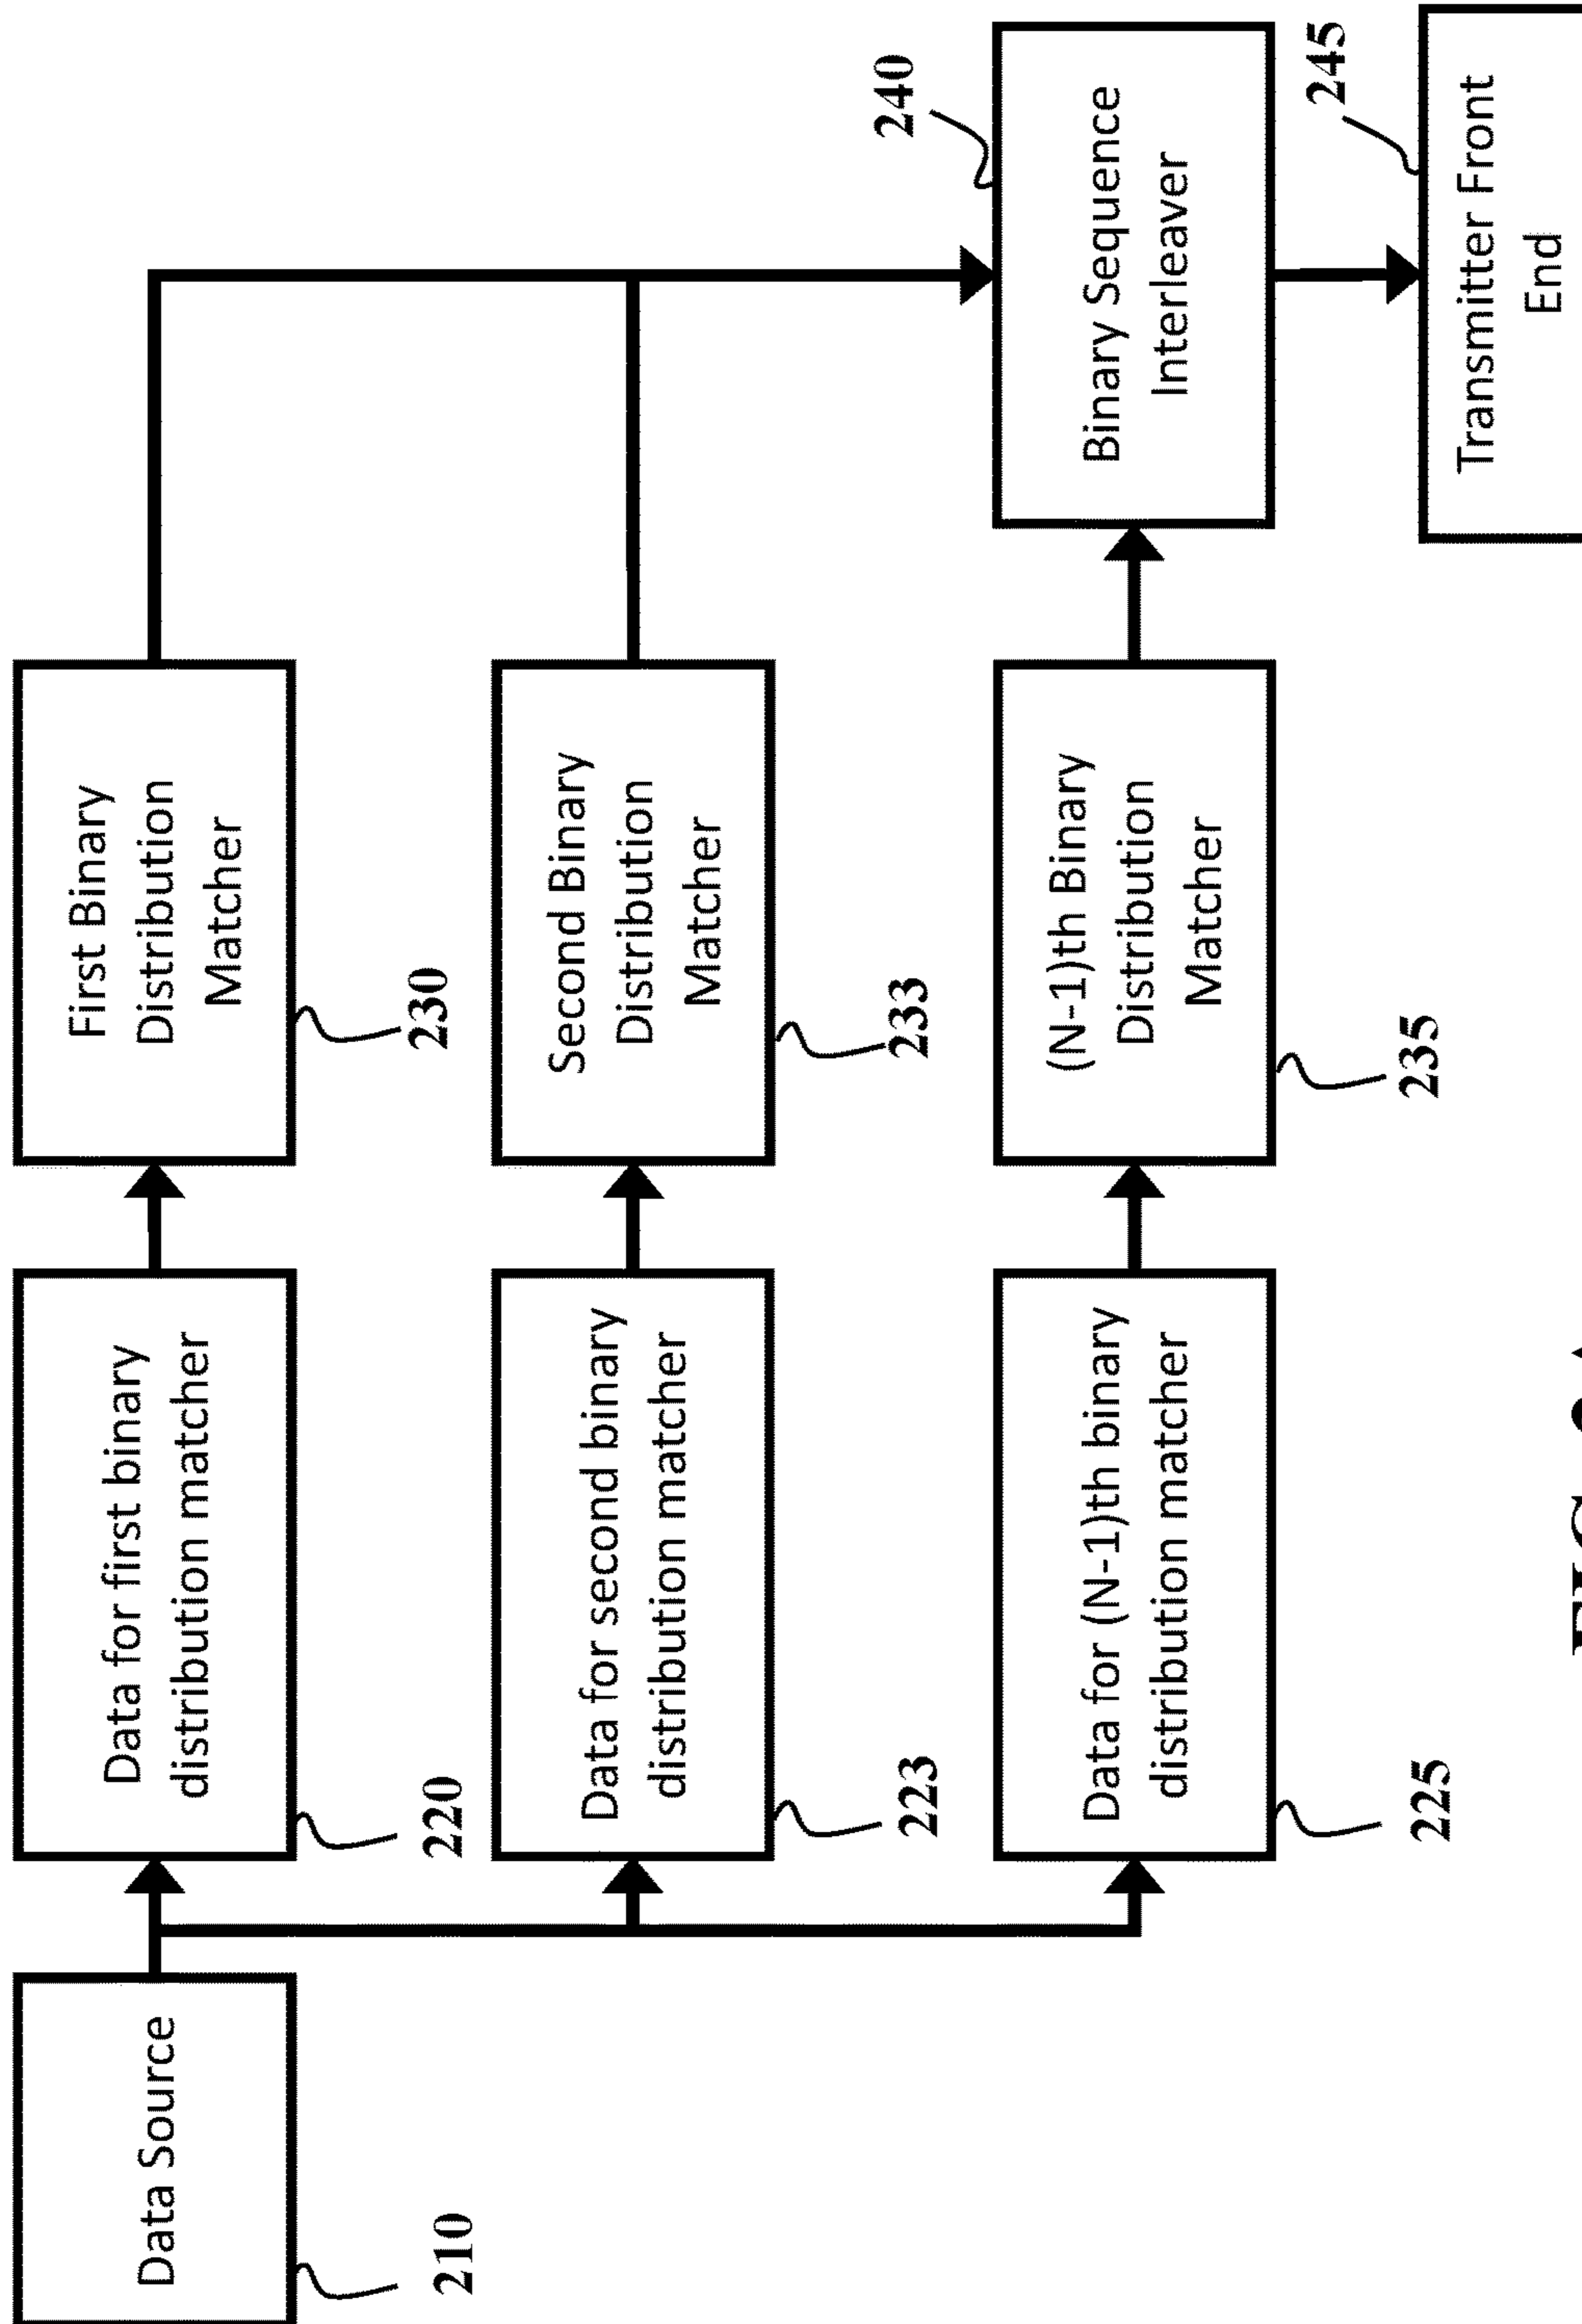 Data Source
210
Data for first binary
distribution matcher
220
First Binary
Distribution
Matcher
230
Data for second binary
distribution matcher
223
Second Binary
Distribution
Matcher
233
Data for (N-1)th binary
distribution matcher
225
(N-1)th Binary
Distribution
Matcher
235
240
Binary Sequence
Interleaver
245
Transmitter Front
End